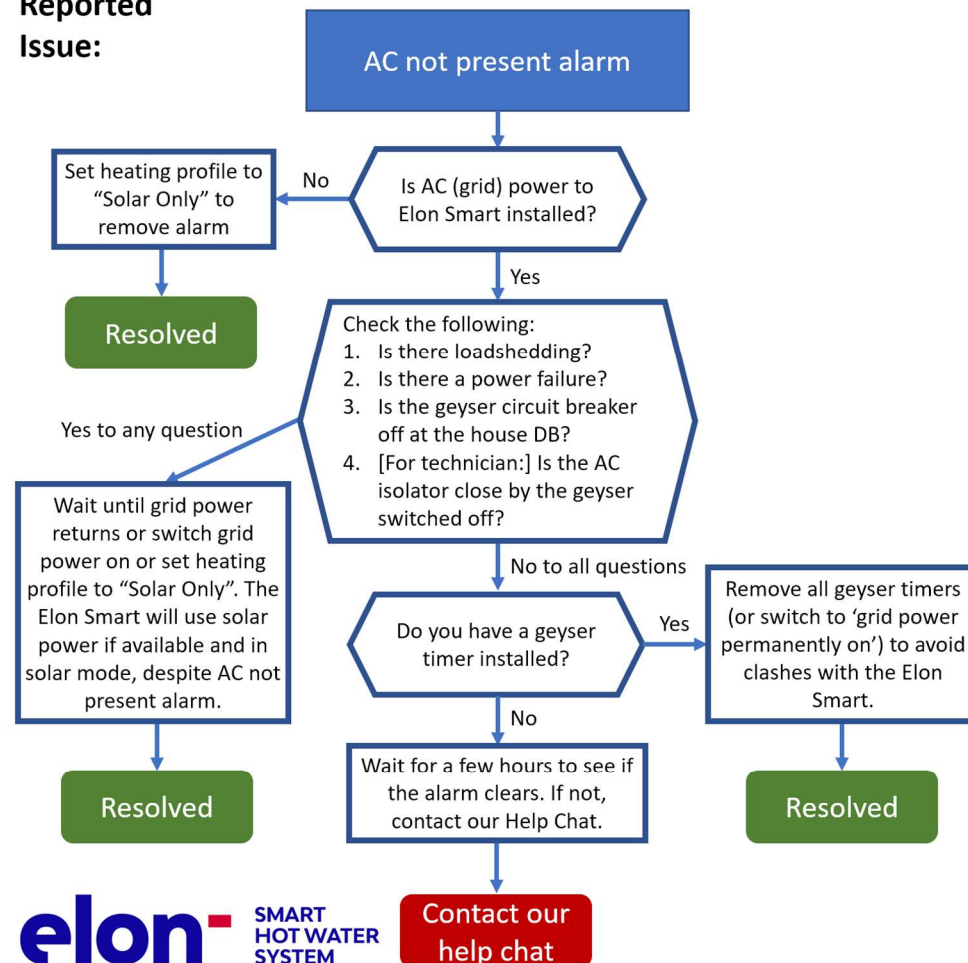 Reported
Issue:
AC not present alarm
Set heating profile to
“Solar Only” to
remove alarm
No
Is AC (grid) power to
Elon Smart installed?
Yes
Resolved
Check the following:
1. Is there loadshedding?
2. Is there a power failure?
3. Is the geyser circuit breaker
off at the house DB?
4. [For technician:] Is the AC
isolator close by the geyser
switched off?
Yes to any question
Wait until grid power
returns or switch grid
power on or set heating
profile to “Solar Only”. The
Elon Smart will use solar
power if available and in
solar mode, despite AC not
present alarm.
No to all questions
Do you have a geyser
timer installed?
Yes
Remove all geyser timers
(or switch to ‘grid power
permanently on’) to avoid
clashes with the Elon
Smart.
No
Resolved
Wait for a few hours to see if
the alarm clears. If not,
contact our Help Chat.
Resolved
elon
SMART
HOT WATER
SYSTEM
Contact our
help chat